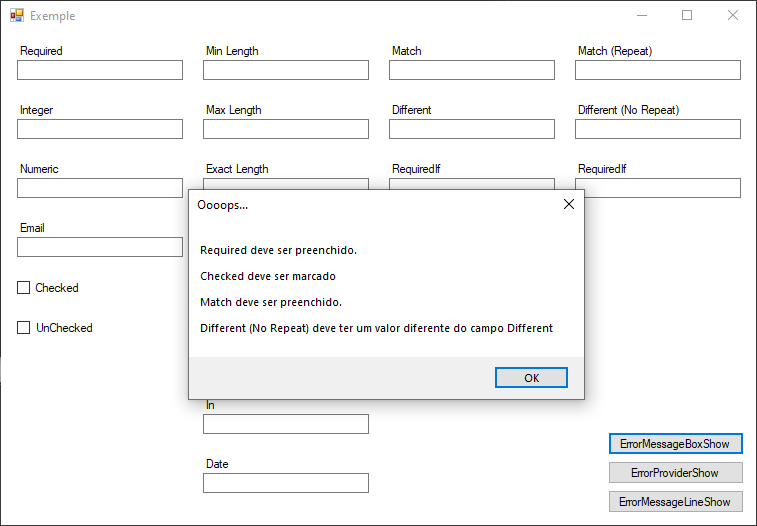 Exemple
Required
Min Length
Match
Match (Repeat)
Integer
Max Length
Different
Different (No Repeat)
Numeric
Exact Length
RequiredIf
RequiredIf
Email
Checked
UnChecked
Oooops...
Required deve ser preenchido.
Checked deve ser marcado
Match deve ser preenchido.
Different (No Repeat) deve ter um valor diferente do campo Different
OK
In
Date
ErrorMessageBoxShow
ErrorProviderShow
ErrorMessageLineShow